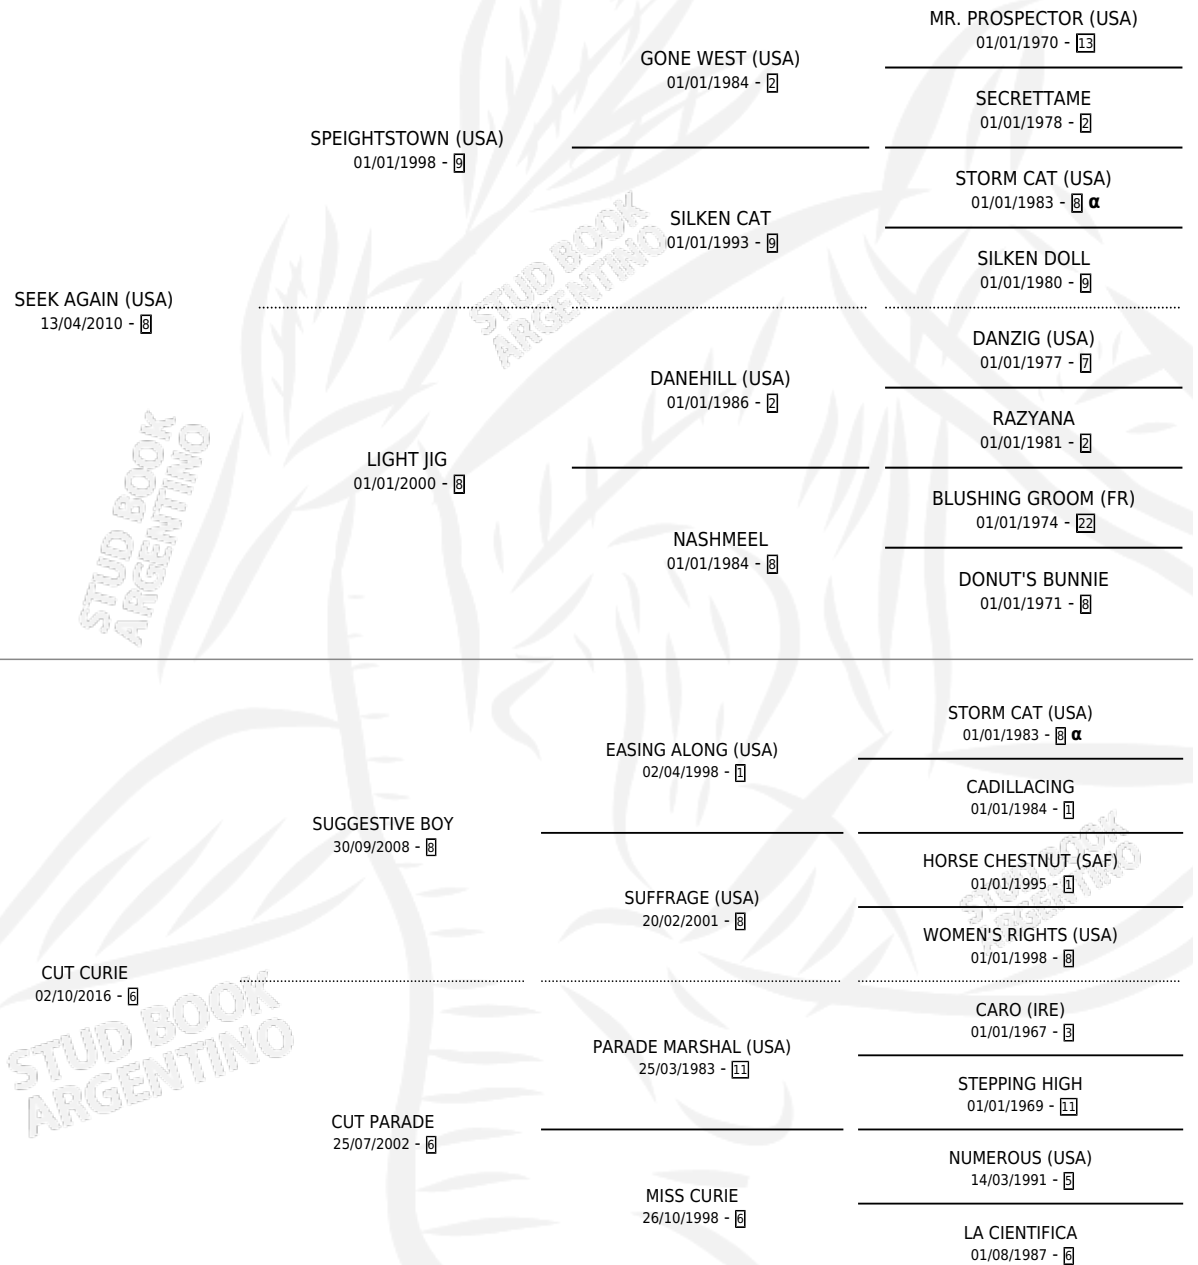 MR. PROSPECTOR (USA)
01/01/1970 - 13
GONE WEST (USA)
01/01/1984 - 2
SECRETTAME
01/01/1978 - 2
SPEIGHTSTOWN (USA)
01/01/1998 - 9
STORM CAT (USA)
01/01/1983 - 8 α
SILKEN CAT
01/01/1993 - 9
SILKEN DOLL
01/01/1980 - 9
SEEK AGAIN (USA)
13/04/2010 - 8
DANZIG (USA)
01/01/1977 - 7
DANEHILL (USA)
01/01/1986 - 2
RAZYANA
01/01/1981 - 2
LIGHT JIG
01/01/2000 - 8
BLUSHING GROOM (FR)
01/01/1974 - 22
NASHMEEL
01/01/1984 - 8
DONUT'S BUNNIE
01/01/1971 - 8
STORM CAT (USA)
01/01/1983 - 8 α
EASING ALONG (USA)
02/04/1998 - 1
CADILLACING
01/01/1984 - 1
SUGGESTIVE BOY
30/09/2008 - 8
HORSE CHESTNUT (SAF)
01/01/1995 - 1
SUFFRAGE (USA)
20/02/2001 - 8
WOMEN'S RIGHTS (USA)
01/01/1998 - 8
CUT CURIE
02/10/2016 - 6
CARO (IRE)
01/01/1967 - 3
PARADE MARSHAL (USA)
25/03/1983 - 11
STEPPING HIGH
01/01/1969 - 11
CUT PARADE
25/07/2002 - 6
NUMEROUS (USA)
14/03/1991 - 5
MISS CURIE
26/10/1998 - 6
LA CIENTIFICA
01/08/1987 - 6
STUD BOOK
ARGENTINO
STUD BOOK
ARGENTINO
STUD BOOK
ARGENTINO
STUD BOOK
ARGENTINO